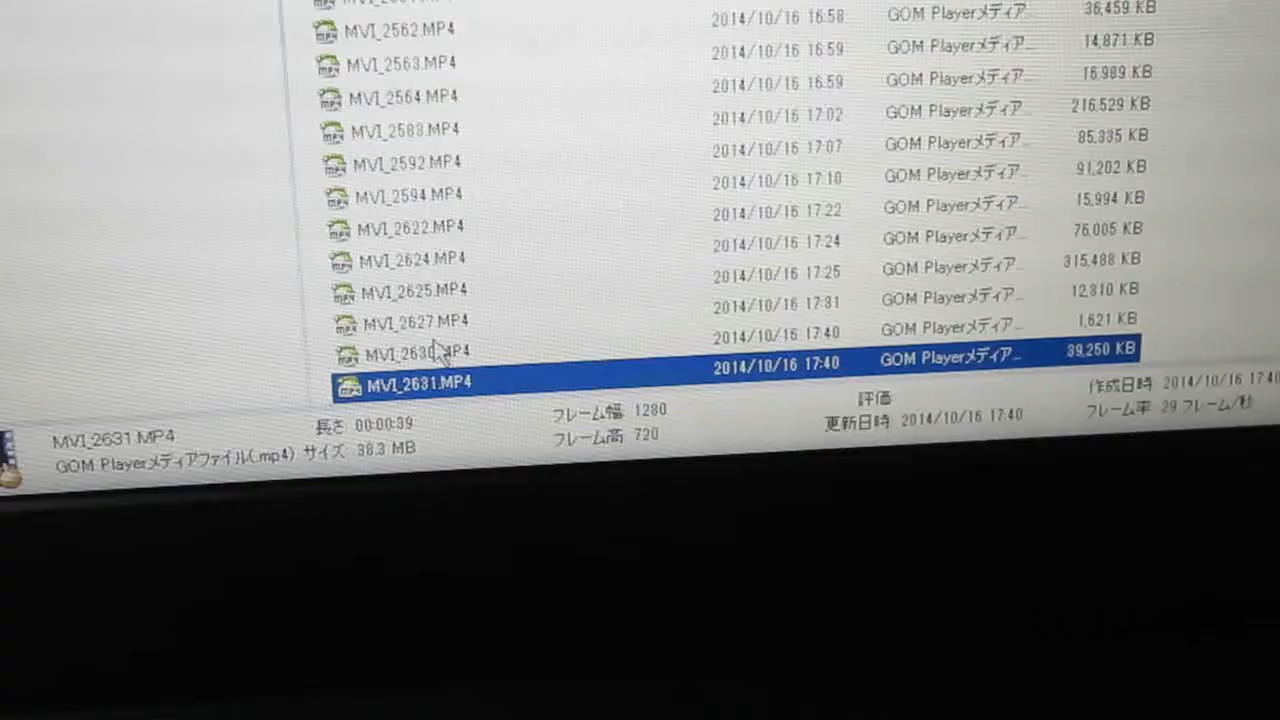 MVI_2562.MP4 2014/10/16 16:58 GOM Playerメディア... 36,459 KB
MVI_2563.MP4 2014/10/16 16:59 GOM Playerメディア... 14,871 KB
MVI_2564.MP4 2014/10/16 16:59 GOM Playerメディア... 16,989 KB
MVI_2588.MP4 2014/10/16 17:02 GOM Playerメディア... 216,529 KB
MVI_2592.MP4 2014/10/16 17:07 GOM Playerメディア... 85,335 KB
MVI_2594.MP4 2014/10/16 17:10 GOM Playerメディア... 91,202 KB
MVI_2622.MP4 2014/10/16 17:22 GOM Playerメディア... 15,994 KB
MVI_2624.MP4 2014/10/16 17:24 GOM Playerメディア... 76,005 KB
MVI_2625.MP4 2014/10/16 17:25 GOM Playerメディア... 315,488 KB
MVI_2627.MP4 2014/10/16 17:31 GOM Playerメディア... 12,310 KB
MVI_2630.MP4 2014/10/16 17:40 GOM Playerメディア... 1,621 KB
MVI_2631.MP4 2014/10/16 17:40 GOM Playerメディア... 39,250 KB
MVI_2631.MP4 長さ 00:00:39 フレーム幅 1280 評価 作成日時 2014/10/16 17:40
GOM Playerメディアファイル(.mp4) サイズ 38.3 MB フレーム高 720 更新日時 2014/10/16 17:40 フレーム率 29 フレーム/秒